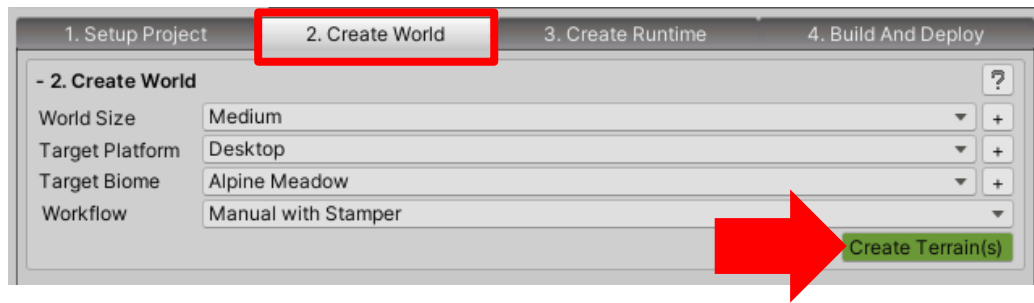 1. Setup Project 2. Create World 3. Create Runtime 4. Build And Deploy
- 2. Create World ?
World Size Medium +
Target Platform Desktop +
Target Biome Alpine Meadow +
Workflow Manual with Stamper
Create Terrain(s)